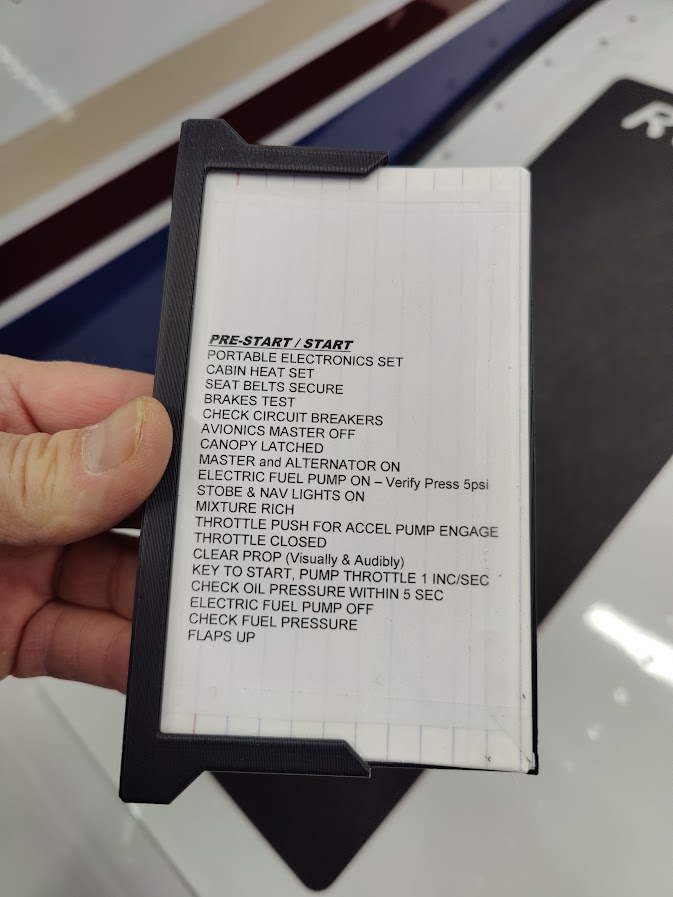 PRE-START / START
PORTABLE ELECTRONICS SET
CABIN HEAT SET
SEAT BELTS SECURE
BRAKES TEST
CHECK CIRCUIT BREAKERS
AVIONICS MASTER OFF
CANOPY LATCHED
MASTER and ALTERNATOR ON
ELECTRIC FUEL PUMP ON – Verify Press 5psi
STOBE & NAV LIGHTS ON
MIXTURE RICH
THROTTLE PUSH FOR ACCEL PUMP ENGAGE
THROTTLE CLOSED
CLEAR PROP (Visually & Audibly)
KEY TO START, PUMP THROTTLE 1 INC/SEC
CHECK OIL PRESSURE WITHIN 5 SEC
ELECTRIC FUEL PUMP OFF
CHECK FUEL PRESSURE
FLAPS UP